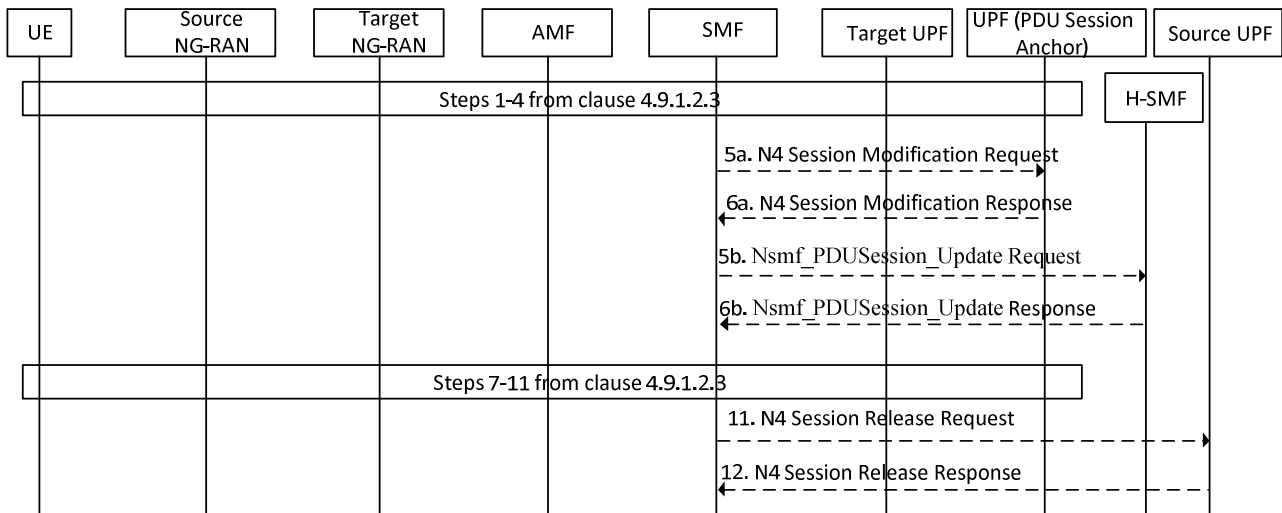 UE
Source
NG-RAN
Target
NG-RAN
AMF
SMF
Target UPF
UPF (PDU Session
Anchor)
Source UPF
Steps 1-4 from clause 4.9.1.2.3
H-SMF
5a. N4 Session Modification Request
6a. N4 Session Modification Response
5b. Nsmf_PDUSession_Update Request
6b. Nsmf_PDUSession_Update Response
Steps 7-11 from clause 4.9.1.2.3
11. N4 Session Release Request
12. N4 Session Release Response